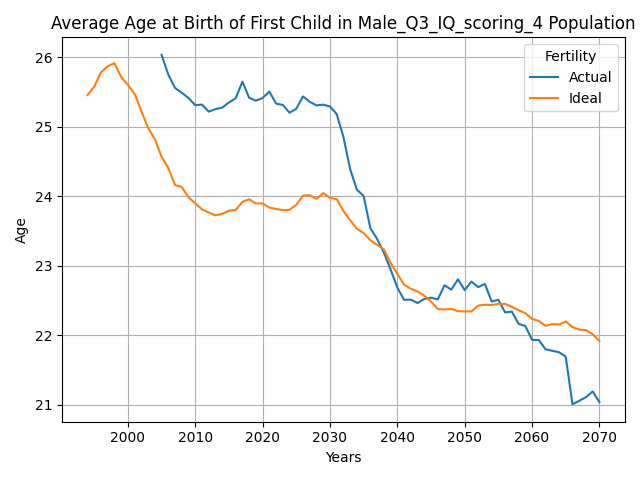 Average Age at Birth of First Child in Male_Q3_IQ_scoring_4 Population
Fertility
Actual
Ideal
Age
26
25
24
23
22
21
2000 2010 2020 2030 2040 2050 2060 2070
Years